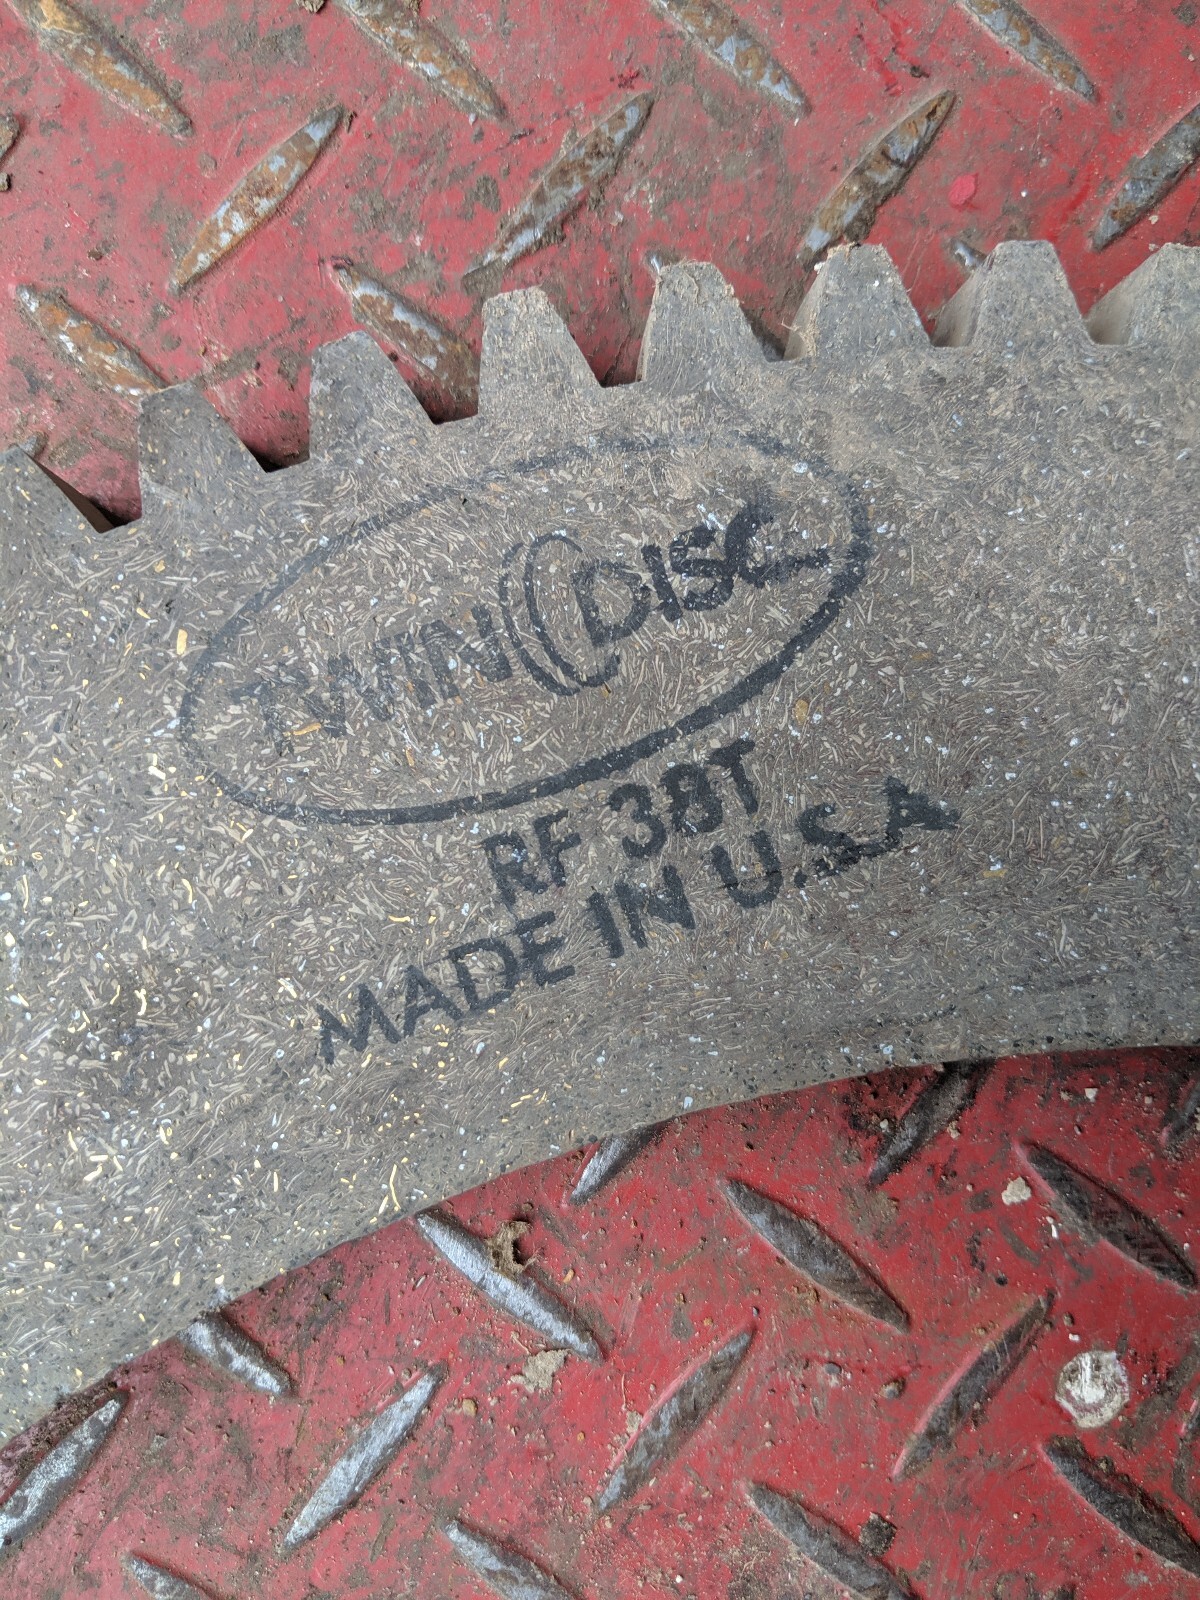 TWIN DISC
RF 38T
MADE IN U.S.A